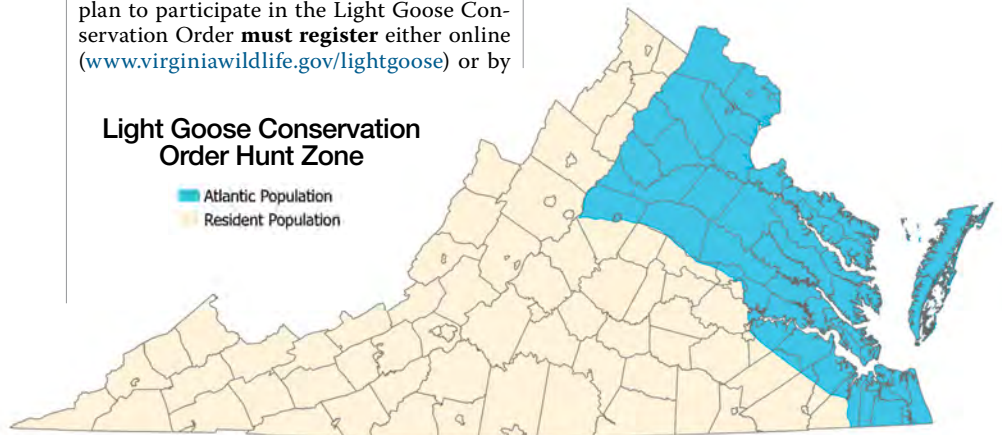 plan to participate in the Light Goose Con-
servation Order must register either online
(www.virginiawildlife.gov/lightgoose) or by
Light Goose Conservation
Order Hunt Zone
Atlantic Population
Resident Population